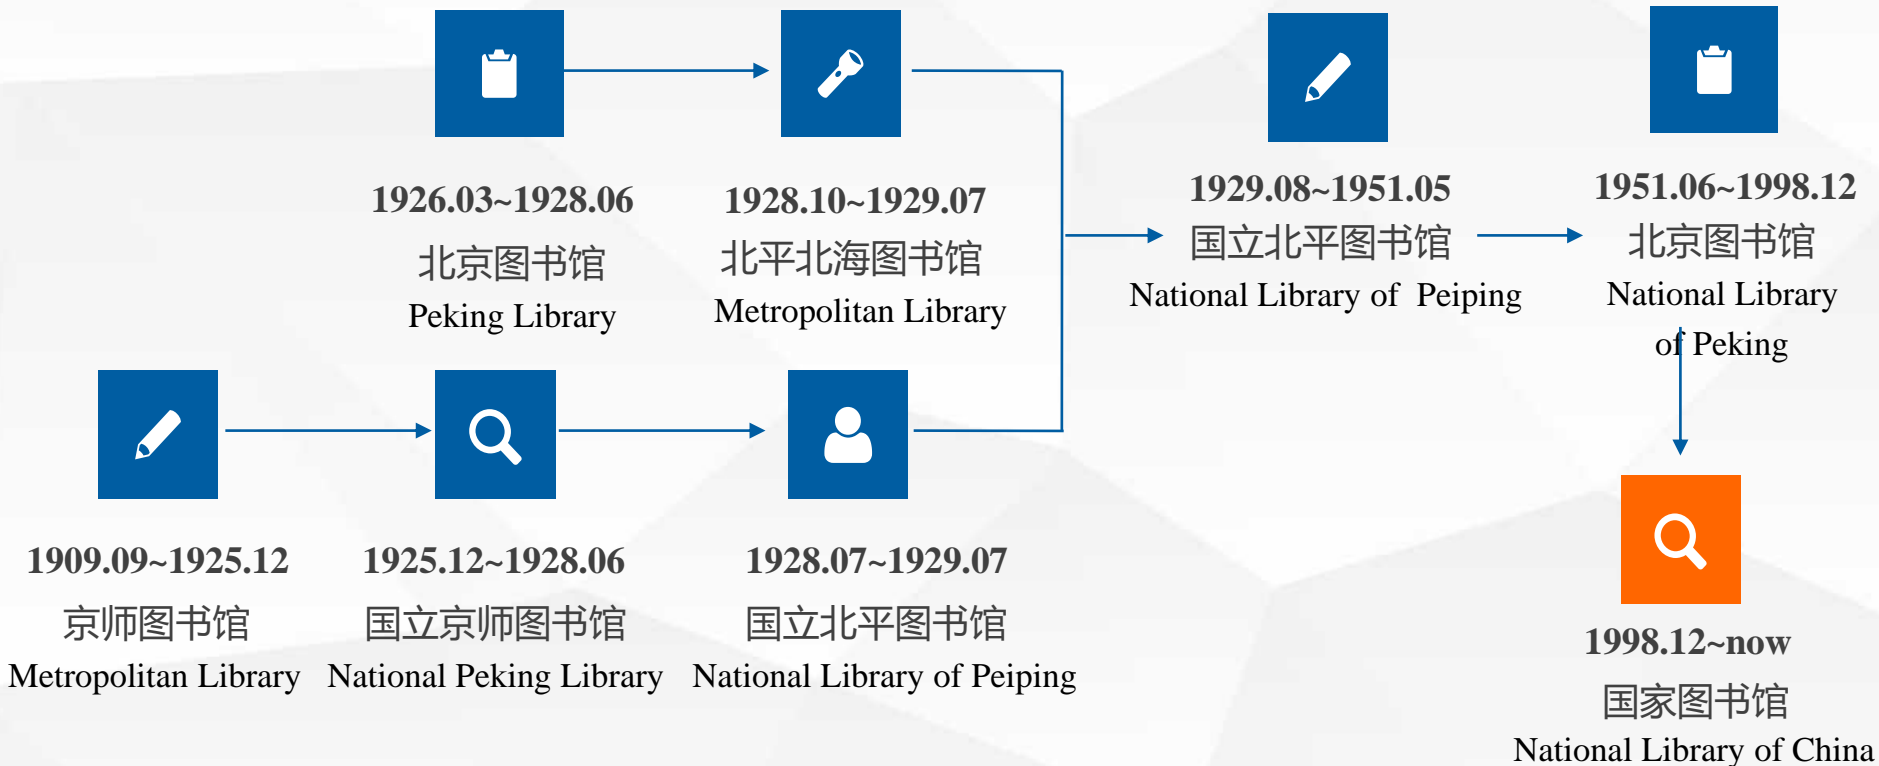 1926.03~1928.06
北京图书馆
Peking Library
1928.10~1929.07
北平北海图书馆
Metropolitan Library
1929.08~1951.05
国立北平图书馆
National Library of  Peiping
1951.06~1998.12
北京图书馆
National Library
of Peking
1909.09~1925.12
京师图书馆
Metropolitan Library
1925.12~1928.06
国立京师图书馆
National Peking Library
1928.07~1929.07
国立北平图书馆
National Library of Peiping
1998.12~now
国家图书馆
National Library of China